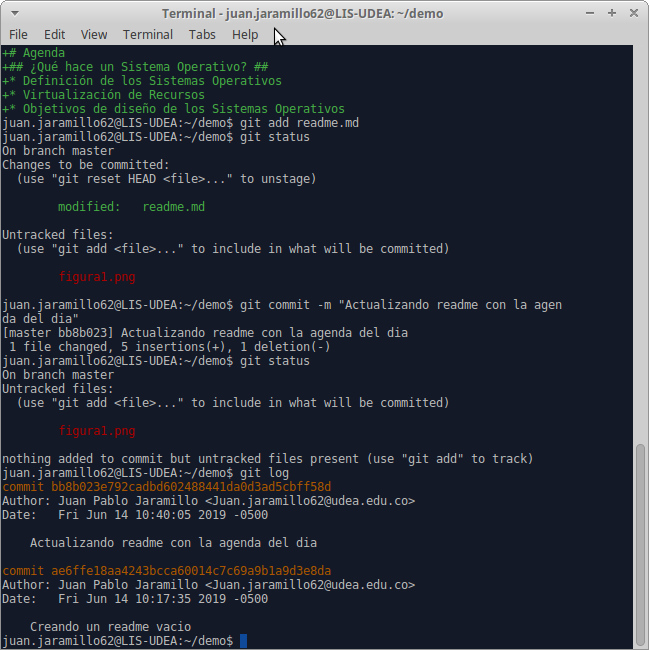 Terminal - juan.jaramillo62@LIS-UDEA: ~/demo
File Edit View Terminal Tabs Help
+# Agenda
+## ¿Qué hace un Sistema Operativo? ##
+* Definición de los Sistemas Operativos
+* Virtualización de Recursos
+* Objetivos de diseño de los Sistemas Operativos
juan.jaramillo62@LIS-UDEA:~/demo$ git add readme.md
juan.jaramillo62@LIS-UDEA:~/demo$ git status
On branch master
Changes to be committed:
  (use "git reset HEAD <file>..." to unstage)

        modified:   readme.md

Untracked files:
  (use "git add <file>..." to include in what will be committed)

        figura1.png

juan.jaramillo62@LIS-UDEA:~/demo$ git commit -m "Actualizando readme con la agen
da del dia"
[master bb8b023] Actualizando readme con la agenda del dia
 1 file changed, 5 insertions(+), 1 deletion(-)
juan.jaramillo62@LIS-UDEA:~/demo$ git status
On branch master
Untracked files:
  (use "git add <file>..." to include in what will be committed)

        figura1.png

nothing added to commit but untracked files present (use "git add" to track)
juan.jaramillo62@LIS-UDEA:~/demo$ git log
commit bb8b023e792cadbd602488441da0d3ad5cbff58d
Author: Juan Pablo Jaramillo <Juan.jaramillo62@udea.edu.co>
Date:   Fri Jun 14 10:40:05 2019 -0500

    Actualizando readme con la agenda del dia

commit ae6ffe18aa4243bcca60014c7c69a9b1a9d3e8da
Author: Juan Pablo Jaramillo <Juan.jaramillo62@udea.edu.co>
Date:   Fri Jun 14 10:17:35 2019 -0500

    Creando un readme vacio
juan.jaramillo62@LIS-UDEA:~/demo$